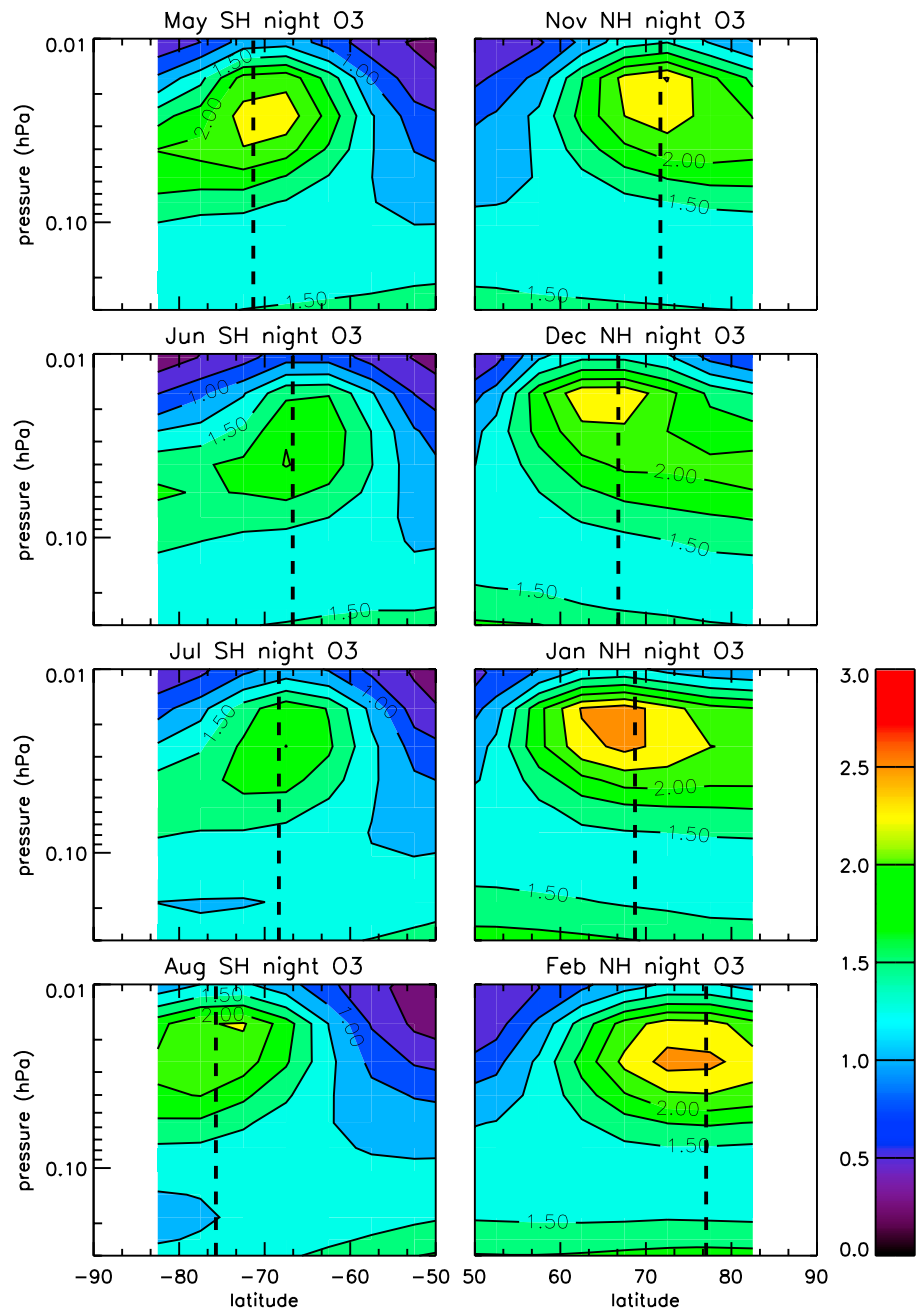 May SH night O3
Nov NH night O3
0.01
1.50
1.00
2.00
2.00
1.50
pressure (hPa)
0.10
1.50
1.50
Jun SH night O3
Dec NH night O3
0.01
1.00
1.50
2.00
pressure (hPa)
0.10
1.50
1.50
1.50
Jul SH night O3
Jan NH night O3
0.01
1.50
1.00
2.00
1.50
pressure (hPa)
0.10
1.50
3.0
2.5
2.0
1.5
1.0
0.5
0.0
Aug SH night O3
Feb NH night O3
0.01
1.50
2.00
1.00
2.00
1.50
pressure (hPa)
0.10
1.50
−90 −80 −70 −60 −50
50 60 70 80 90
latitude
latitude